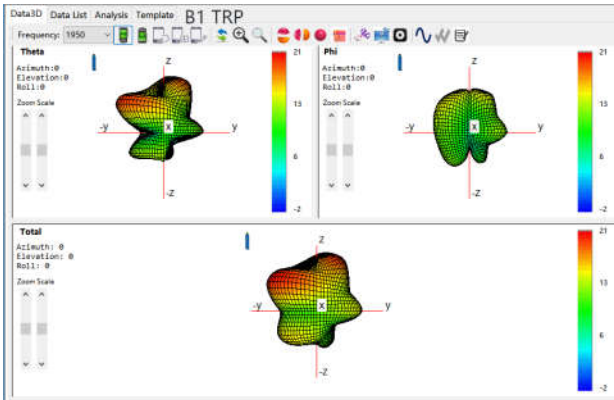 Data3D Data List Analysis Template B1 TRP
Frequency: 1950
Theta
Azimuth:0
Elevation:0
Roll:0
Zoom Scale
z
-y
x
y
-z
21
13
6
-2
Phi
Azimuth:0
Elevation:0
Roll:0
Zoom Scale
z
-y
x
y
-z
21
13
6
-2
Total
Azimuth: 0
Elevation: 0
Roll: 0
Zoom Scale
z
-y
x
y
-z
21
13
6
-2